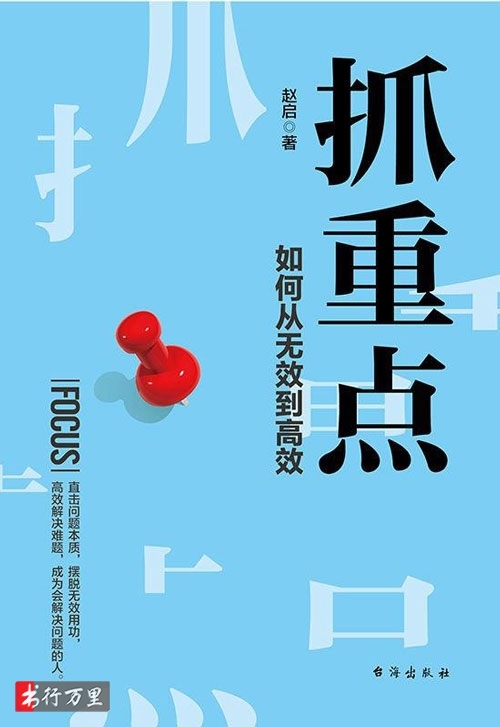 抓重点
赵启◎著
如何从无效到高效
FOCUS
直击问题本质，摆脱无效用功，
高效解决难题，成为会解决问题的人。
台海出版社
书行万里